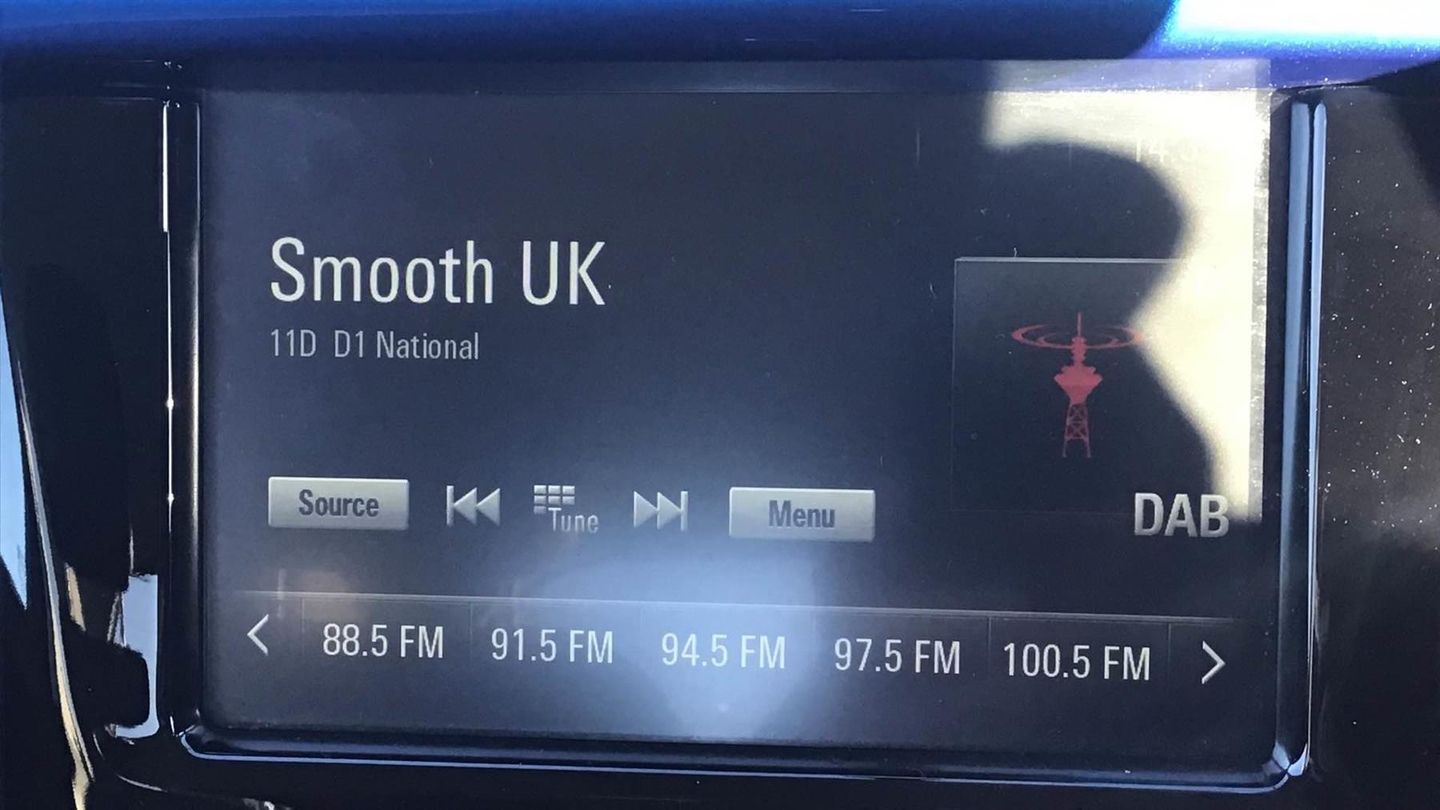 Smooth UK
11D D1 National
Source
Tune
Menu
DAB
88.5 FM 91.5 FM 94.5 FM 97.5 FM 100.5 FM